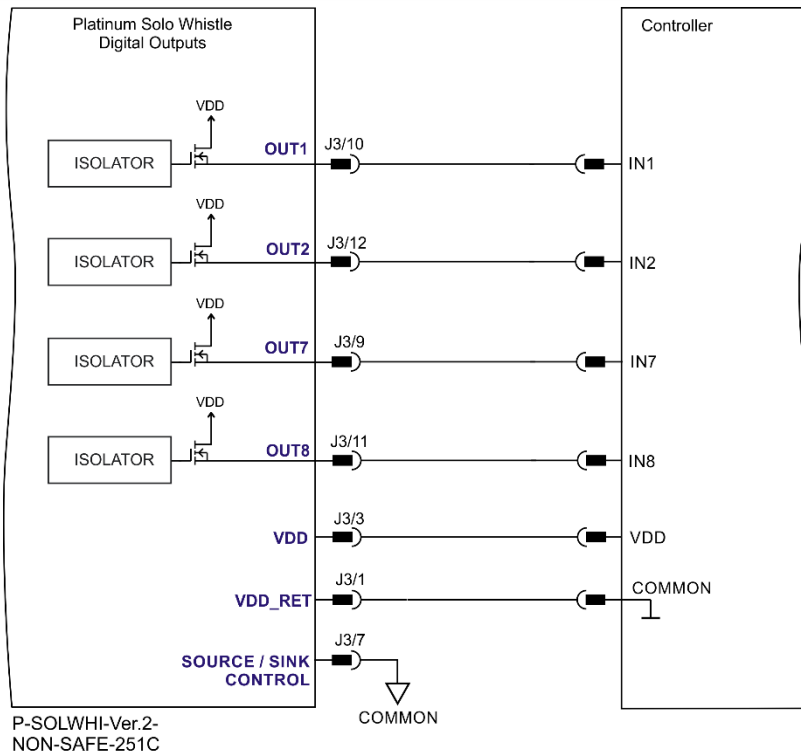 Platinum Solo Whistle
Digital Outputs
Controller
VDD
ISOLATOR
OUT1
J3/10
IN1
VDD
ISOLATOR
OUT2
J3/12
IN2
VDD
ISOLATOR
OUT7
J3/9
IN7
VDD
ISOLATOR
OUT8
J3/11
IN8
VDD
J3/3
VDD
VDD_RET
J3/1
COMMON
SOURCE / SINK
CONTROL
J3/7
COMMON
P-SOLWHI-Ver.2-
NON-SAFE-251C